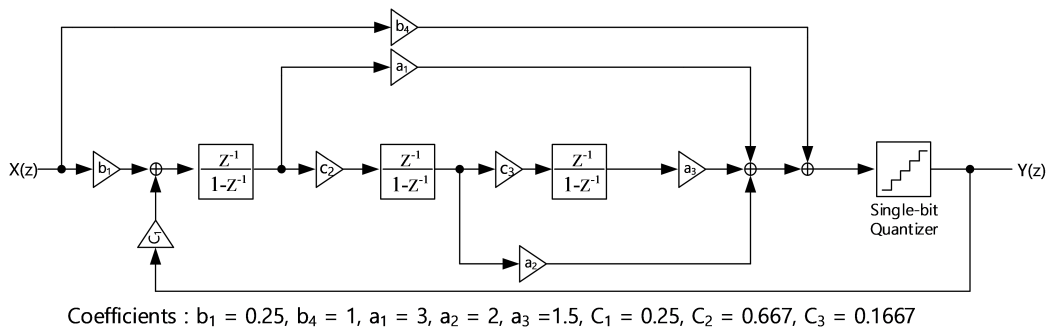 b₄
a₁
X(z)
b₁
Z⁻¹
1-Z⁻¹
c₂
Z⁻¹
1-Z⁻¹
c₃
Z⁻¹
1-Z⁻¹
a₃
Y(z)
Single-bit
Quantizer
C₁
a₂
Coefficients : b₁ = 0.25, b₄ = 1, a₁ = 3, a₂ = 2, a₃ =1.5, C₁ = 0.25, C₂ = 0.667, C₃ = 0.1667